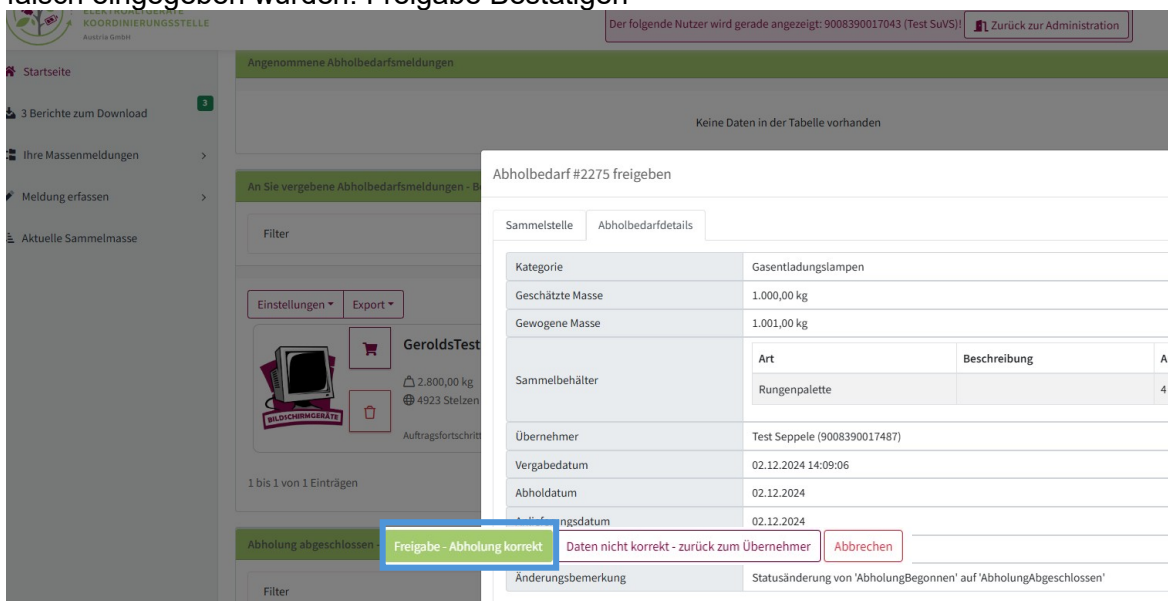 falsch eingegeben wurden. Freigabe Bestätigen
ELEKTROALTGERÄTE
KOORDINIERUNGSSTELLE
Austria GmbH
Der folgende Nutzer wird gerade angezeigt: 9008390017043 (Test SuVS)!
Zurück zur Administration
Startseite
3 Berichte zum Download
3
Ihre Massenmeldungen
Meldung erfassen
Aktuelle Sammelmasse
Angenommene Abholbedarfsmeldungen
Keine Daten in der Tabelle vorhanden
An Sie vergebene Abholbedarfsmeldungen - B
Filter
Einstellungen
Export
BILDSCHIRMGERÄTE
GeroldsTest
2.800,00 kg
4923 Stelzen
Auftragsfortschritt
1 bis 1 von 1 Einträgen
Abholung abgeschlossen -
Filter
Abholbedarf #2275 freigeben
Sammelstelle
Abholbedarfdetails
Kategorie Gasentladungslampen
Geschätzte Masse 1.000,00 kg
Gewogene Masse 1.001,00 kg
Sammelbehälter
Art Beschreibung A
Rungenpalette 4
Übernehmer Test Seppele (9008390017487)
Vergabedatum 02.12.2024 14:09:06
Abholdatum 02.12.2024
02.12.2024
Freigabe - Abholung korrekt
Daten nicht korrekt - zurück zum Übernehmer
Abbrechen
Änderungsbemerkung Statusänderung von 'AbholungBegonnen' auf 'AbholungAbgeschlossen'